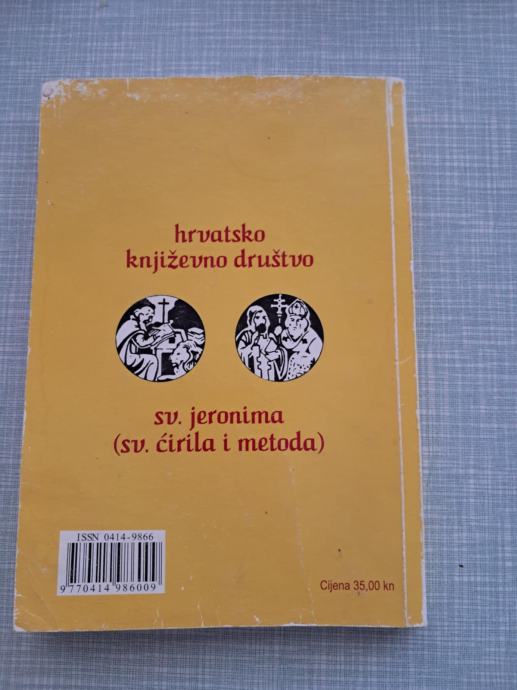 hrvatsko
književno društvo
sv. jeronima
(sv. ćirila i metoda)
ISSN 0414-9866
9 770414 986009
Cijena 35,00 kn